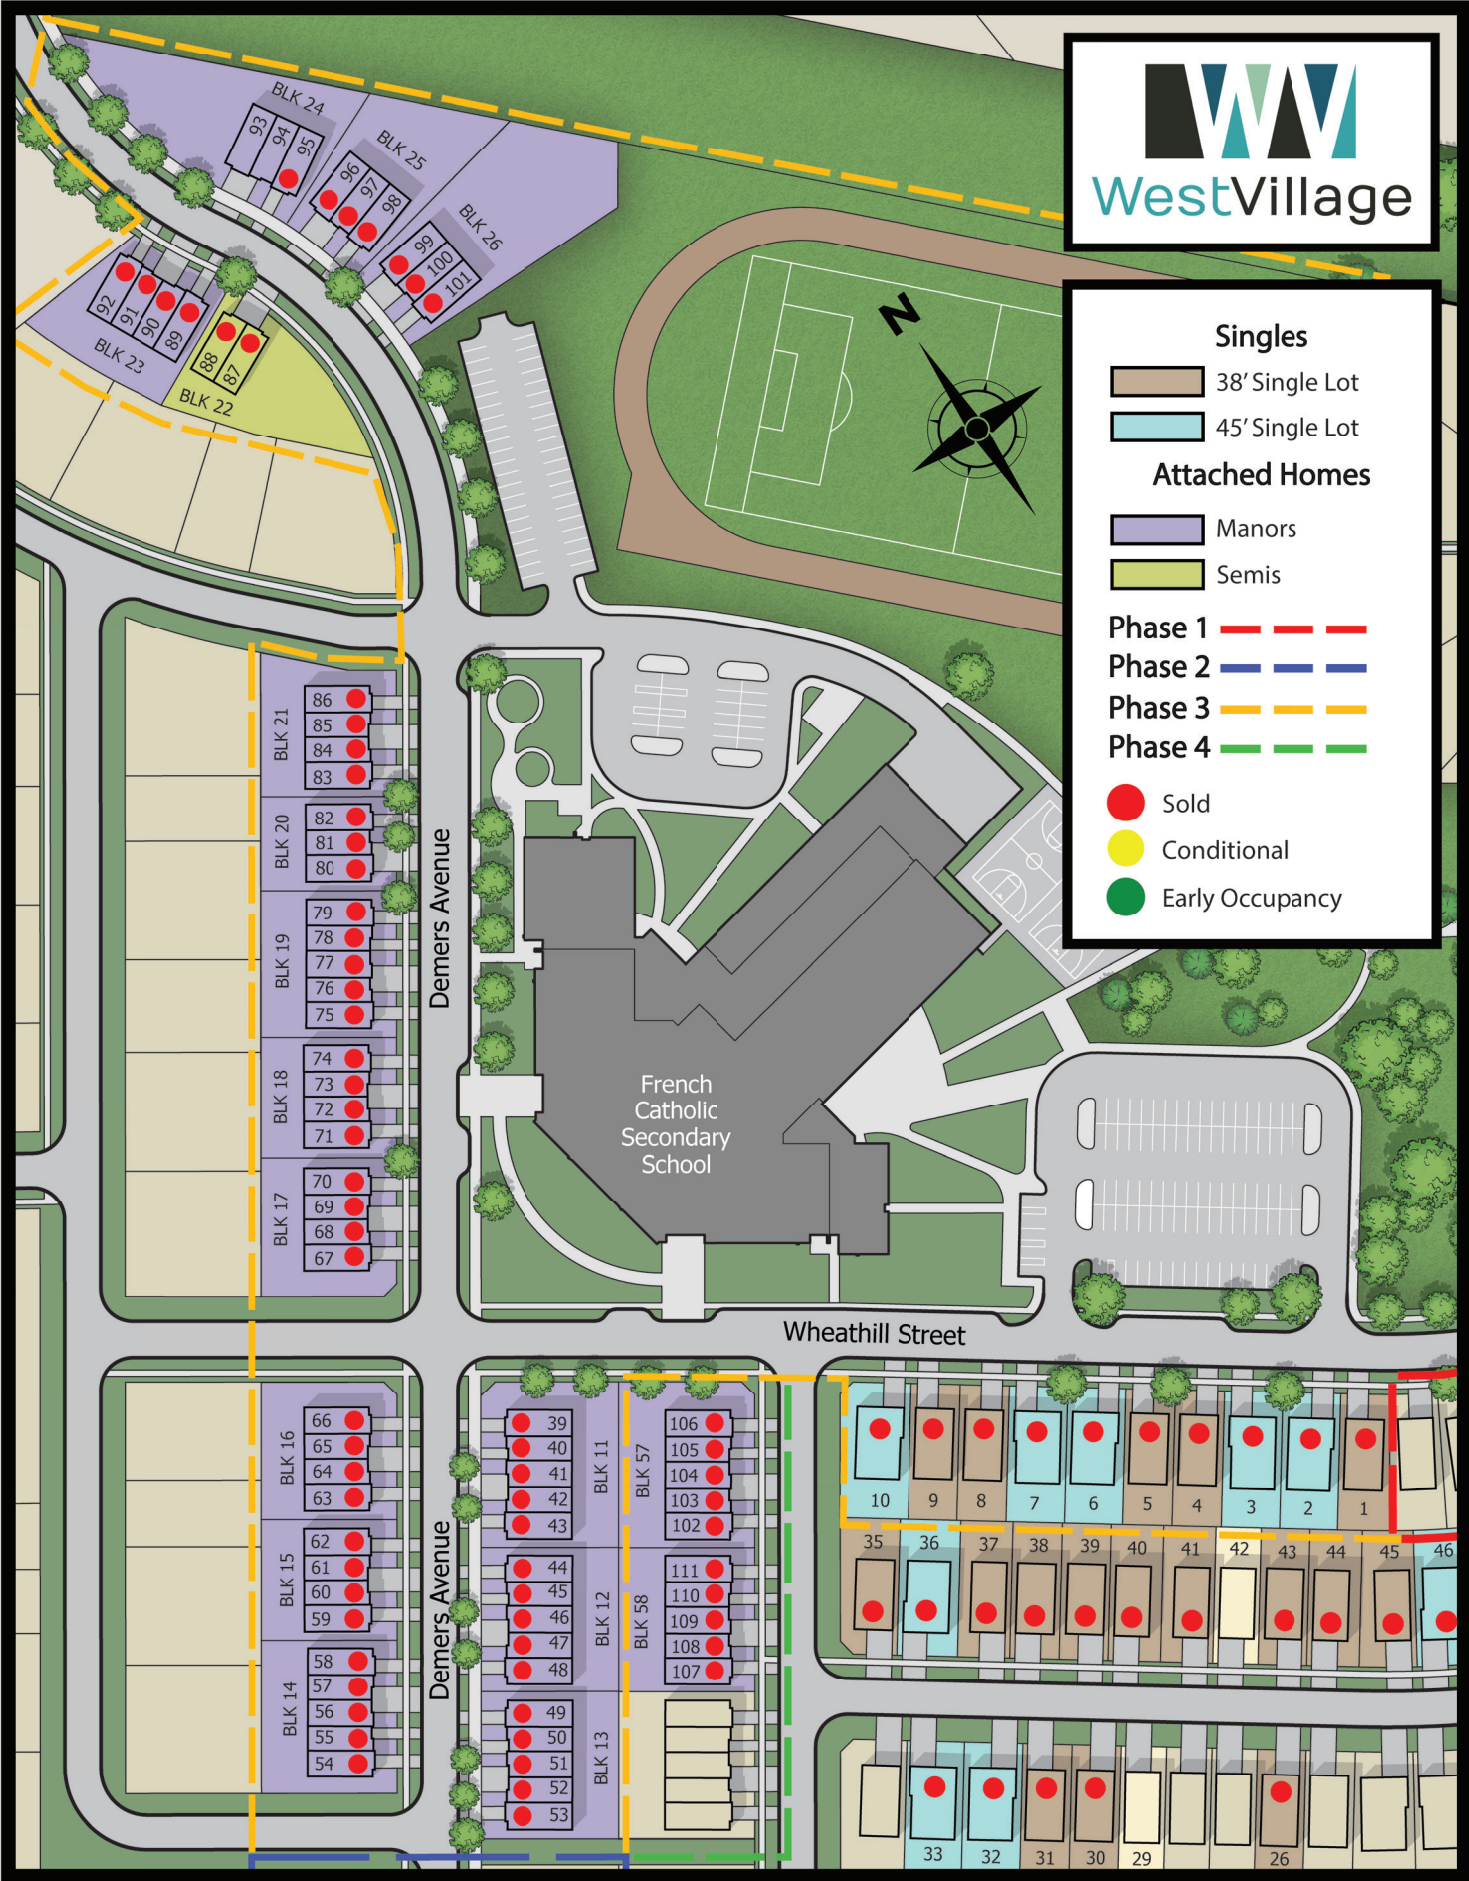 WestVillage
Singles
38' Single Lot
45' Single Lot
Attached Homes
Manors
Semis
Phase 1
Phase 2
Phase 3
Phase 4
Sold
Conditional
Early Occupancy
N
BLK 24
93
94
95
BLK 25
96
97
98
BLK 26
99
100
101
92
91
90
89
BLK 23
88
87
BLK 22
BLK 21
86
85
84
83
BLK 20
82
81
80
BLK 19
79
78
77
76
75
BLK 18
74
73
72
71
BLK 17
70
69
68
67
Demers Avenue
French
Catholic
Secondary
School
Wheathill Street
BLK 16
66
65
64
63
BLK 15
62
61
60
59
BLK 14
58
57
56
55
54
Demers Avenue
39
40
41
42
43
BLK 11
44
45
46
47
48
BLK 12
49
50
51
52
53
BLK 13
BLK 57
106
105
104
103
102
BLK 58
111
110
109
108
107
10 9 8 7 6 5 4 3 2 1
35 36 37 38 39 40 41 42 43 44 45 46
33 32 31 30 29 26